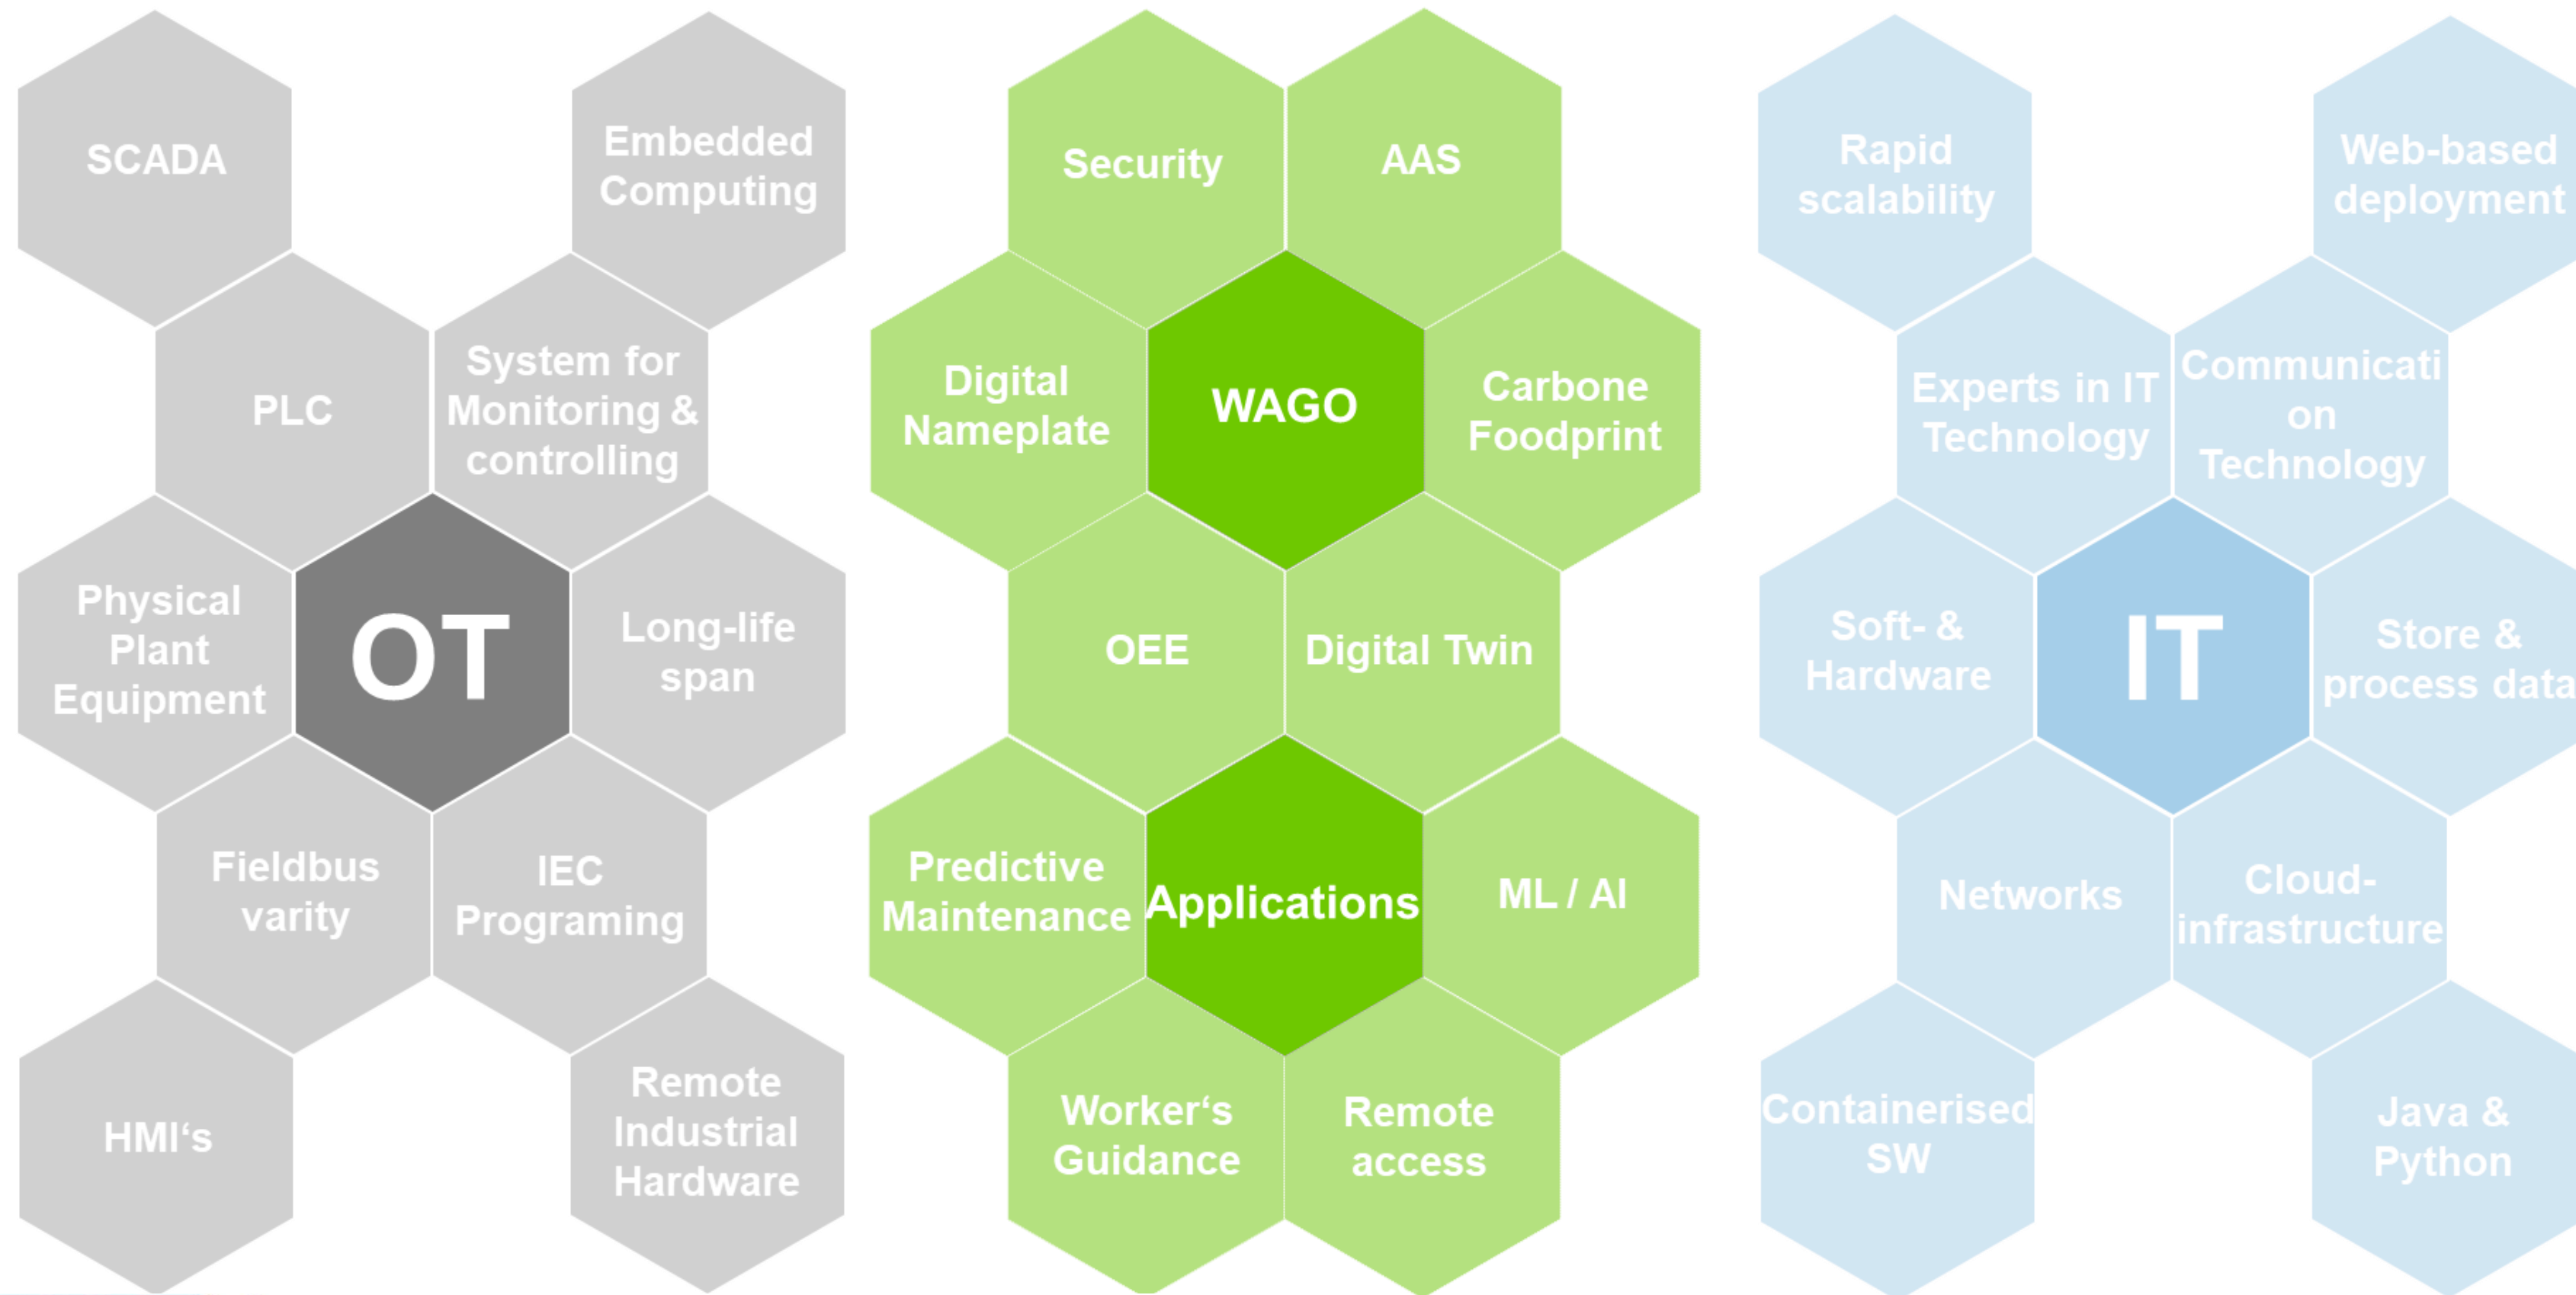 SCADA
Embedded
Computing
PLC
System for
Monitoring &
controlling
Physical
Plant
Equipment
OT
Long-life
span
Fieldbus
varity
IEC
Programing
HMI‘s
Remote
Industrial
Hardware
Security
AAS
Digital
Nameplate
WAGO
Carbone
Foodprint
OEE
Digital Twin
Predictive
Maintenance
Applications
ML / AI
Worker‘s
Guidance
Remote
access
Rapid
scalability
Web-based
deployment
Experts in IT
Technology
Communicati
on
Technology
Soft- &
Hardware
IT
Store &
process data
Networks
Cloud-
infrastructure
Containerised
SW
Java &
Python